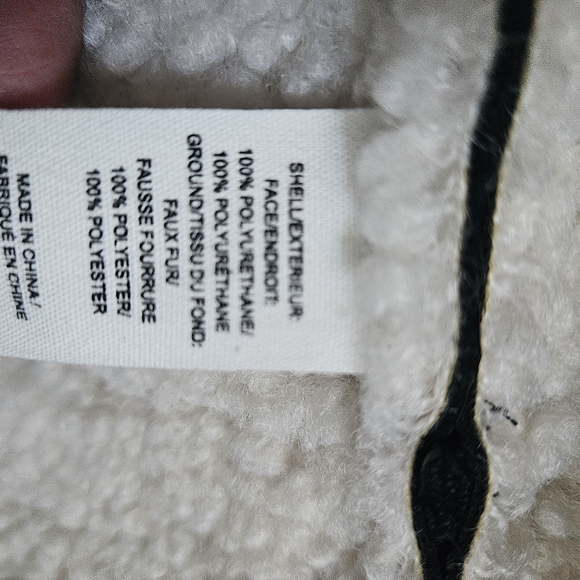 SHELL/EXTERIEUR:
FACE/ENDROIT:
100% POLYURETHANE/
100% POLYURÉTHANE
GROUND/TISSU DU FOND:
FAUX FUR/
FAUSSE FOURRURE
100% POLYESTER/
100% POLYESTER
MADE IN CHINA /
FABRIQUÉ EN CHINE